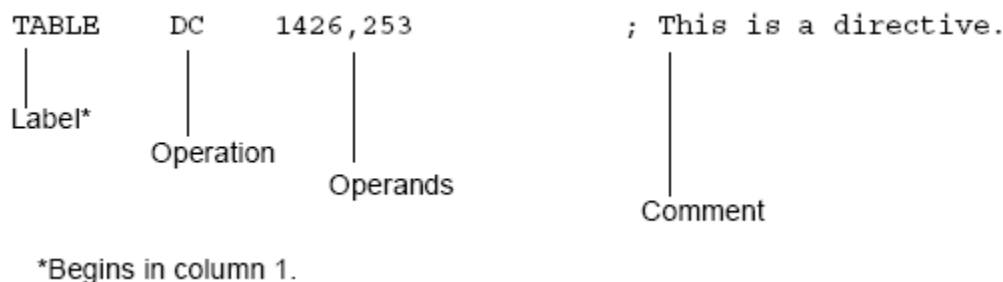 TABLE DC 1426,253 ; This is a directive.
Label*
Operation
Operands
Comment
*Begins in column 1.